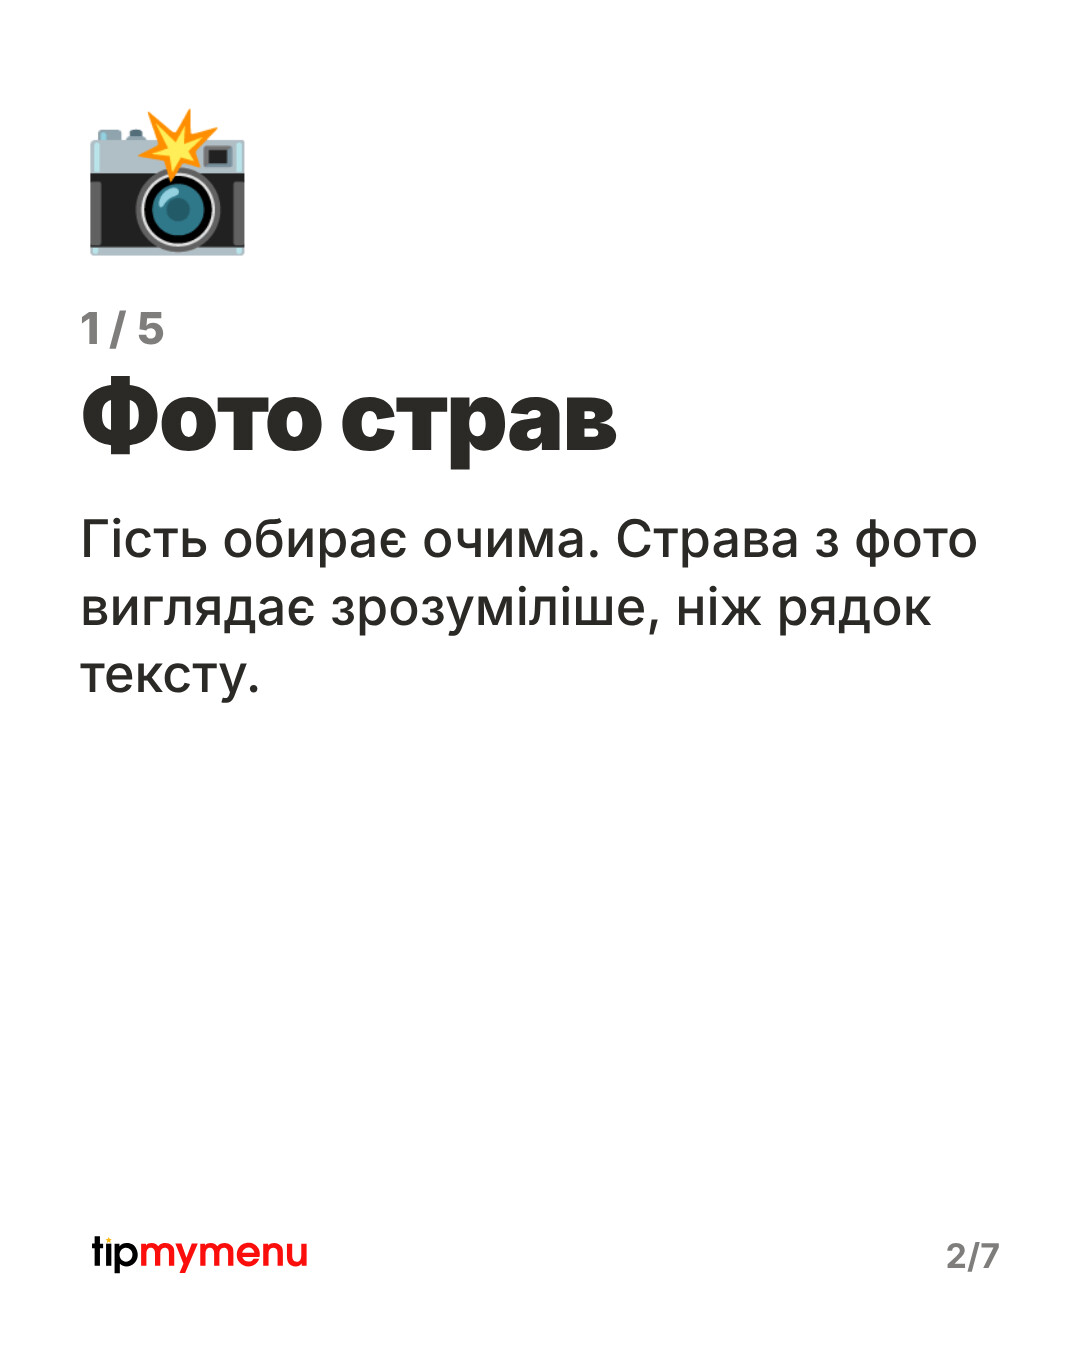 1 / 5
Фото страв
Гість обирає очима. Страва з фото
виглядає зрозуміліше, ніж рядок
тексту.
tipmymenu
2/7